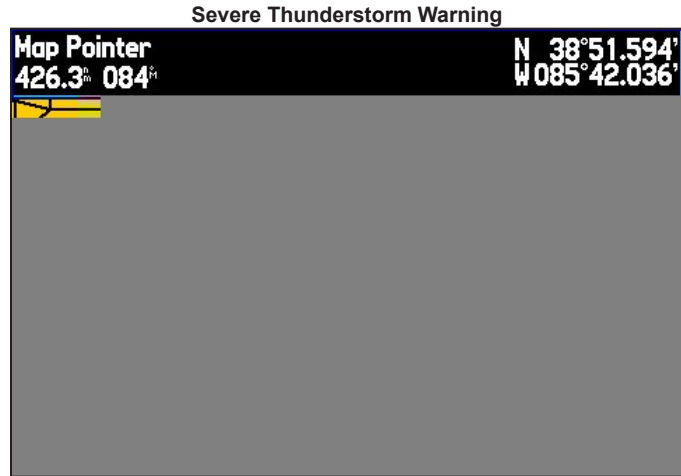 Severe Thunderstorm Warning
Map Pointer
426.3nm 084°M
N 38°51.594'
W085°42.036'